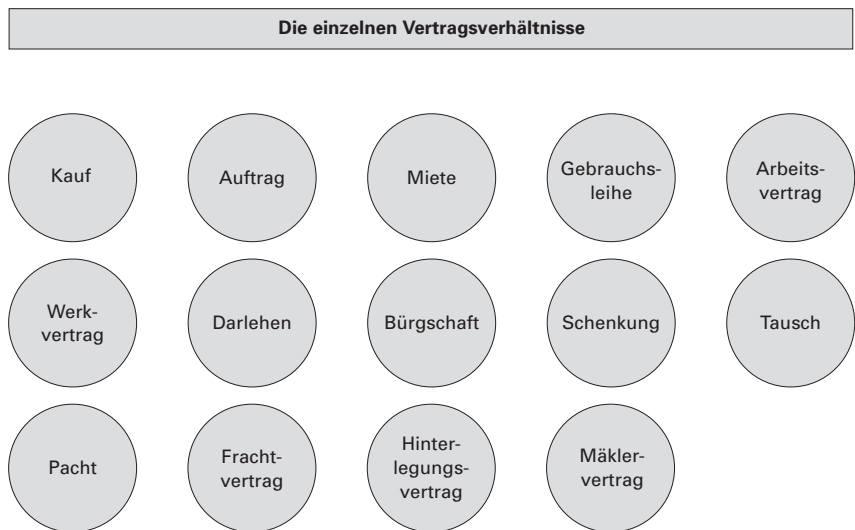 Die einzelnen Vertragsverhältnisse
Kauf
Auftrag
Miete
Gebrauchs-
leihe
Arbeits-
vertrag
Werk-
vertrag
Darlehen
Bürgschaft
Schenkung
Tausch
Pacht
Fracht-
vertrag
Hinter-
legungs-
vertrag
Mäkler-
vertrag